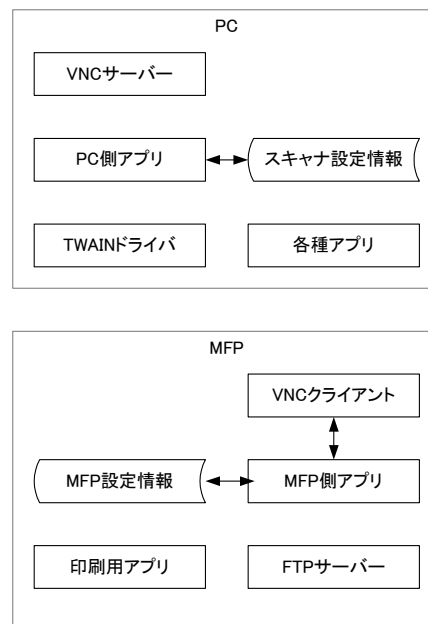 PC
VNCサーバー
PC側アプリ
スキャナ設定情報
TWAINドライバ
各種アプリ
MFP
VNCクライアント
MFP設定情報
MFP側アプリ
印刷用アプリ
FTPサーバー